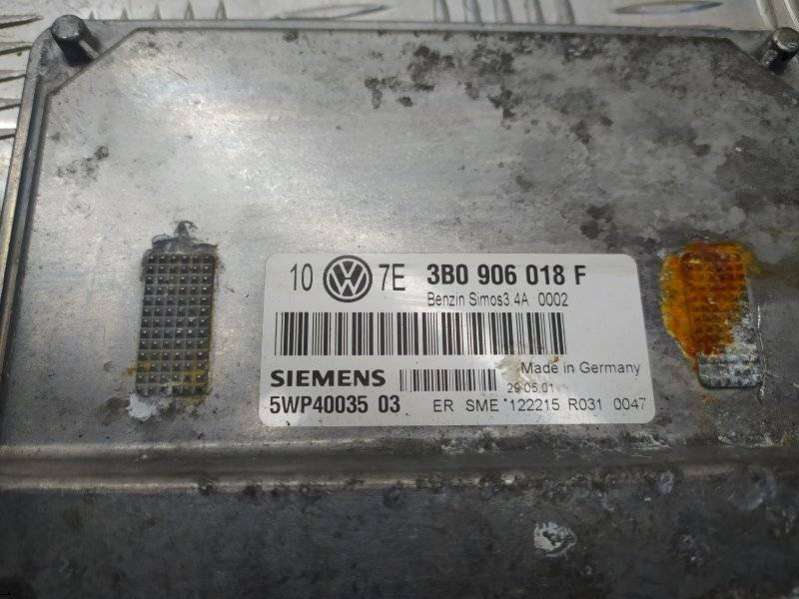 10 VW 7E 3B0 906 018 F
Benzin Simos3.4A 0002
Made in Germany
SIEMENS
29.05.01
5WP40035 03 ER SME *122215 R031 0047